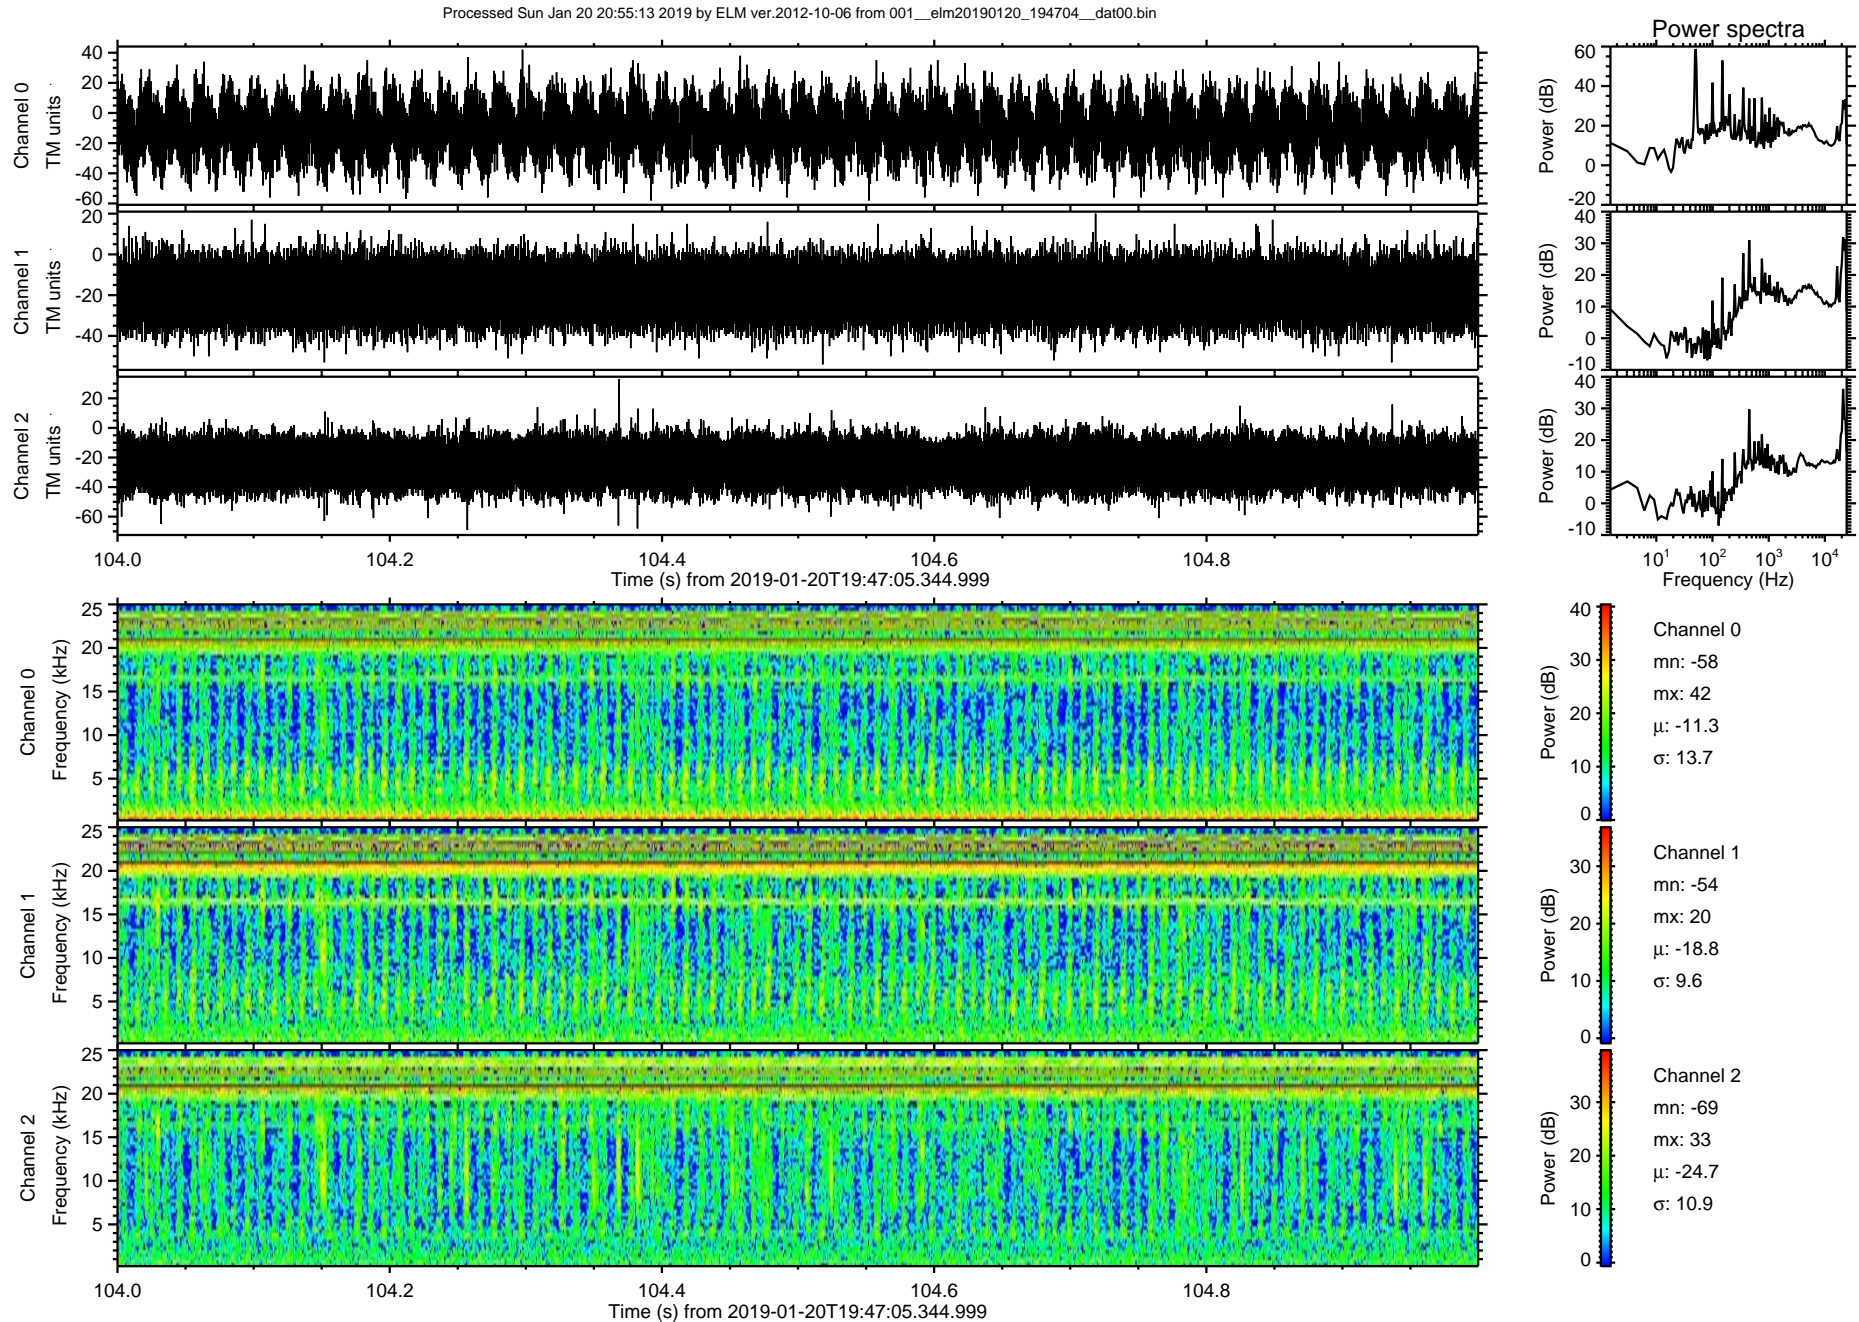 Processed Sun Jan 20 20:55:13 2019 by ELM ver.2012-10-06 from 001__elm20190120_194704__dat00.bin
Power spectra
Channel 0
TM units
40
20
0
-20
-40
-60
Power (dB)
60
40
20
0
-20
Channel 1
TM units
20
0
-20
-40
Power (dB)
40
30
20
10
0
-10
Channel 2
TM units
20
0
-20
-40
-60
Power (dB)
40
30
20
10
0
-10
104.0 104.2 104.4 104.6 104.8
Time (s) from 2019-01-20T19:47:05.344.999
10^1 10^2 10^3 10^4
Frequency (Hz)
Channel 0
Frequency (kHz)
25
20
15
10
5
Power (dB)
40
30
20
10
0
Channel 0
mn: -58
mx: 42
μ: -11.3
σ: 13.7
Channel 1
Frequency (kHz)
25
20
15
10
5
Power (dB)
30
20
10
0
Channel 1
mn: -54
mx: 20
μ: -18.8
σ: 9.6
Channel 2
Frequency (kHz)
25
20
15
10
5
Power (dB)
30
20
10
0
Channel 2
mn: -69
mx: 33
μ: -24.7
σ: 10.9
104.0 104.2 104.4 104.6 104.8
Time (s) from 2019-01-20T19:47:05.344.999